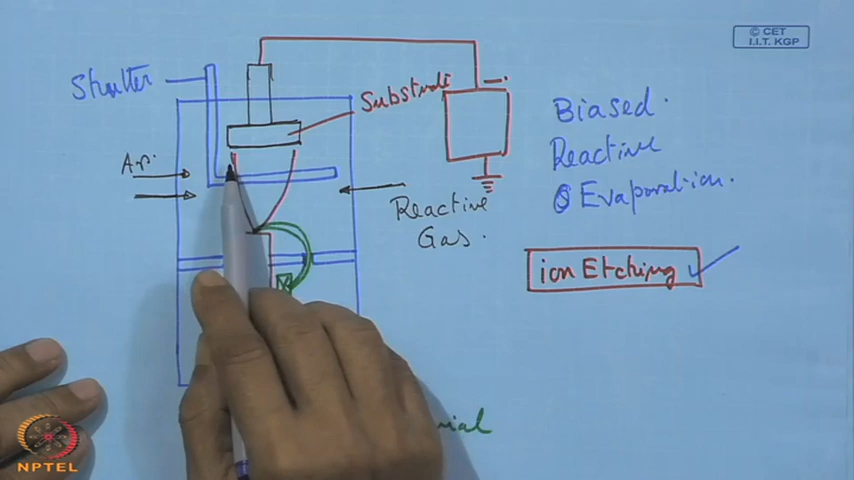 © CET
I.I.T. KGP
Shutter
Substrate
Biased
Reactive
Evaporation
Ar.
Reactive
Gas
ion Etching
NPTEL